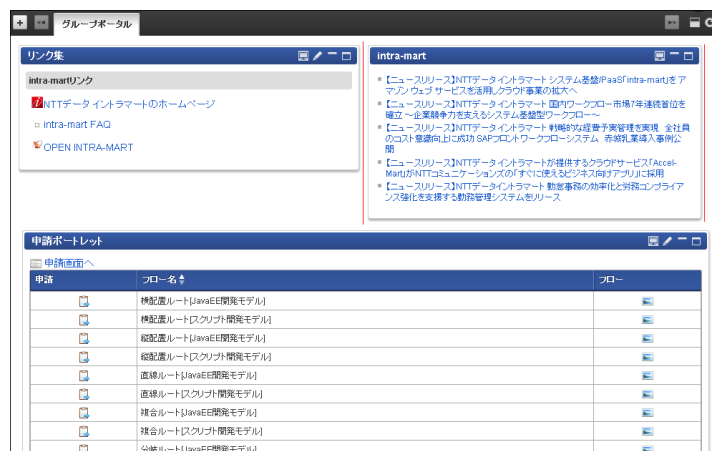 グループポータル
リンク集
intra-martリンク
NTTデータ イントラマートのホームページ
intra-mart FAQ
OPEN INTRA-MART
intra-mart
【ニュースリリース】NTTデータ イントラマート システム基盤/PaaS「intra-mart」を ア
マゾン ウェブ サービスを活用しクラウド事業の拡大へ
【ニュースリリース】NTTデータ イントラマート 国内ワークフロー市場7年連続首位を
確立 ～企業競争力を支えるシステム基盤型ワークフロー～
【ニュースリリース】NTTデータ イントラマート 戦略的な経費予実管理を実現 全社員
のコスト意識向上に成功 SAPフロントワークフローシステム 赤城乳業導入事例公
開
【ニュースリリース】NTTデータ イントラマートが提供するクラウドサービス「Accel-
Mart」がNTTコミュニケーションズの「すぐに使えるビジネス向けアプリ」に採用
【ニュースリリース】NTTデータ イントラマート 勤怠事務の効率化と労務コンプライア
ンス強化を支援する勤務管理システムをリリース
申請ポートレット
申請画面へ
申請 フロー名 フロー
横配置ルート[JavaEE開発モデル]
横配置ルート[スクリプト開発モデル]
縦配置ルート[JavaEE開発モデル]
縦配置ルート[スクリプト開発モデル]
直線ルート[JavaEE開発モデル]
直線ルート[スクリプト開発モデル]
複合ルート[JavaEE開発モデル]
複合ルート[スクリプト開発モデル]
分岐ルート[JavaEE開発モデル]